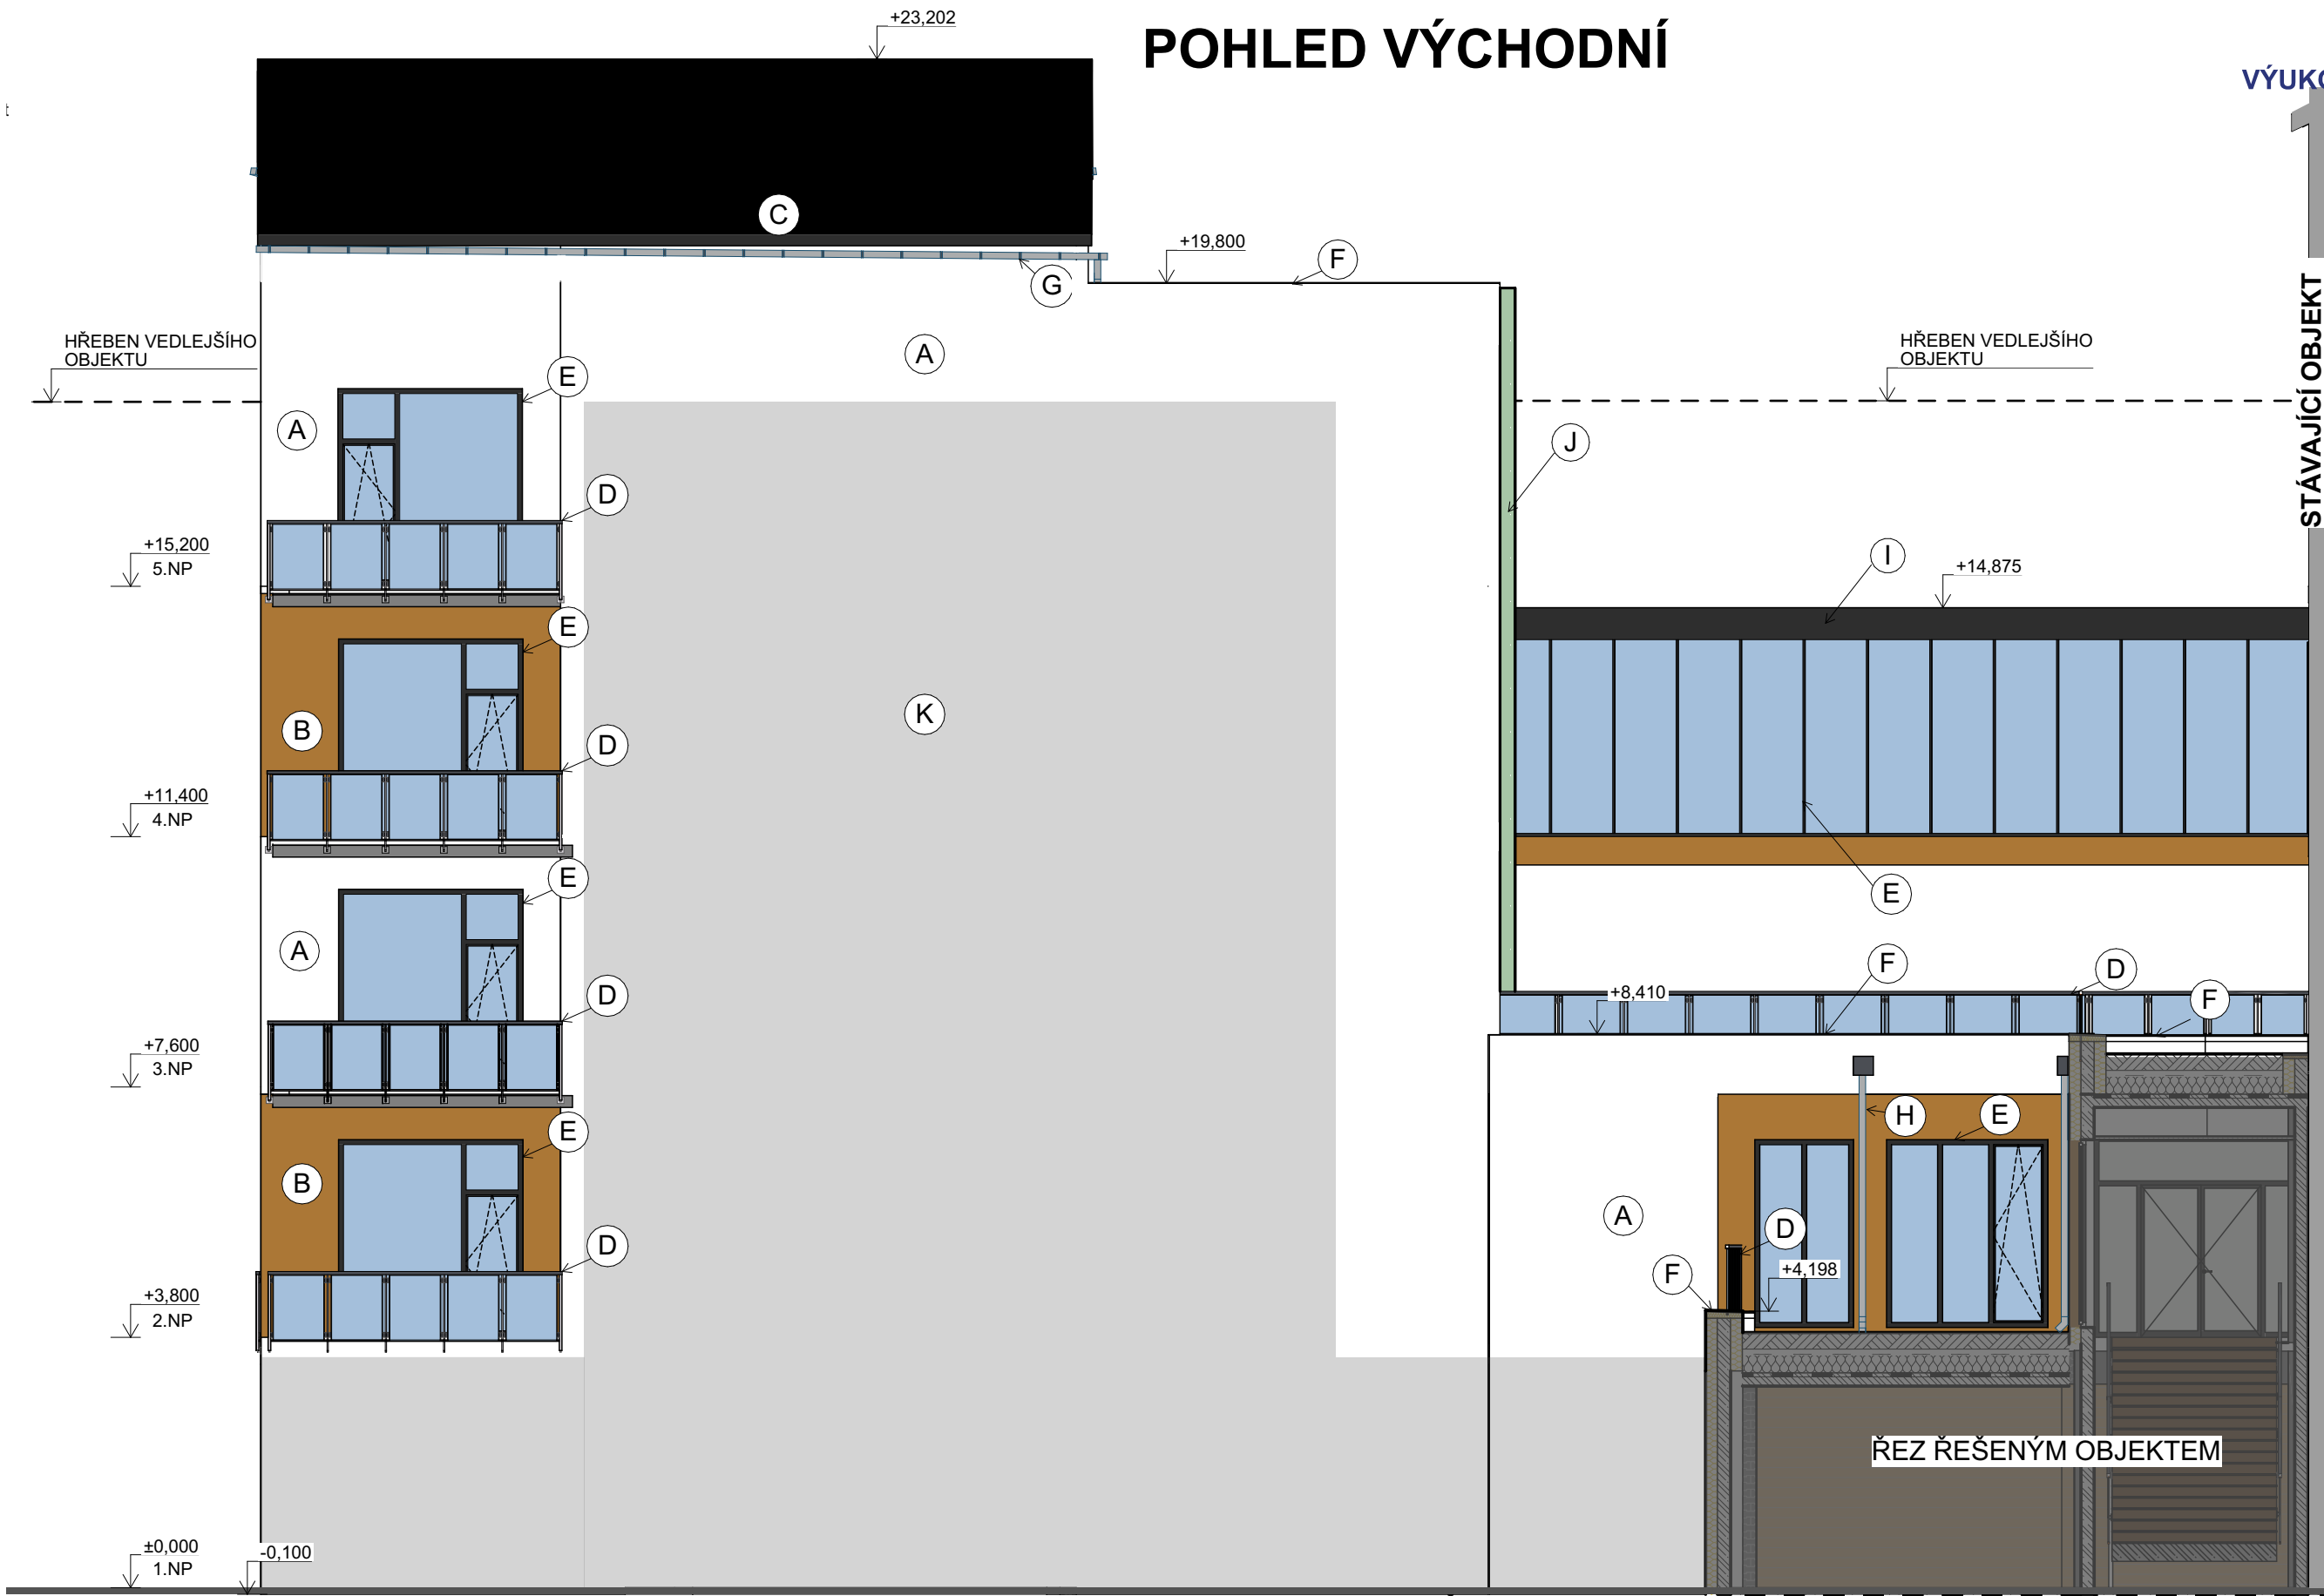 +23,202
POHLED VÝCHODNÍ
C
+19,800
F
G
HŘEBEN VEDLEJŠÍHO
OBJEKTU
A
HŘEBEN VEDLEJŠÍHO
OBJEKTU
STÁVAJÍCÍ OBJEKT
E
A
J
D
+15,200
5.NP
I
+14,875
E
B
K
D
+11,400
4.NP
E
E
A
F
D
D
+8,410
F
+7,600
3.NP
H
E
E
B
A
D
D
F
+4,198
+3,800
2.NP
ŘEZ ŘEŠENÝM OBJEKTEM
±0,000
1.NP
-0,100